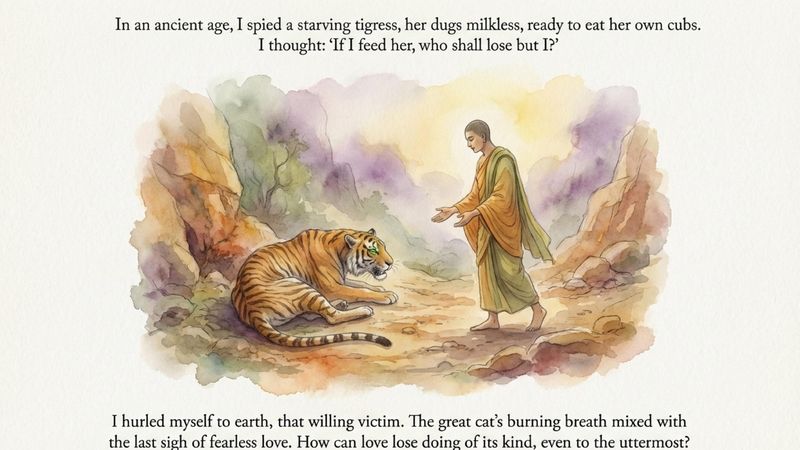 In an ancient age, I spied a starving tigress, her dugs milkless, ready to eat her own cubs.
I thought: ‘If I feed her, who shall lose but I?’
I hurled myself to earth, that willing victim. The great cat’s burning breath mixed with
the last sigh of fearless love. How can love lose doing of its kind, even to the uttermost?